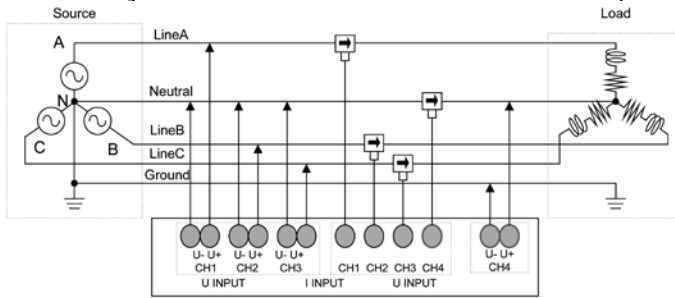 Source
Load
A
LineA
N
Neutral
C
B
LineB
LineC
Ground
U- U+ U- U+ U- U+ U- U+
CH1 CH2 CH3 CH1 CH2 CH3 CH4 CH4
U INPUT I INPUT U INPUT